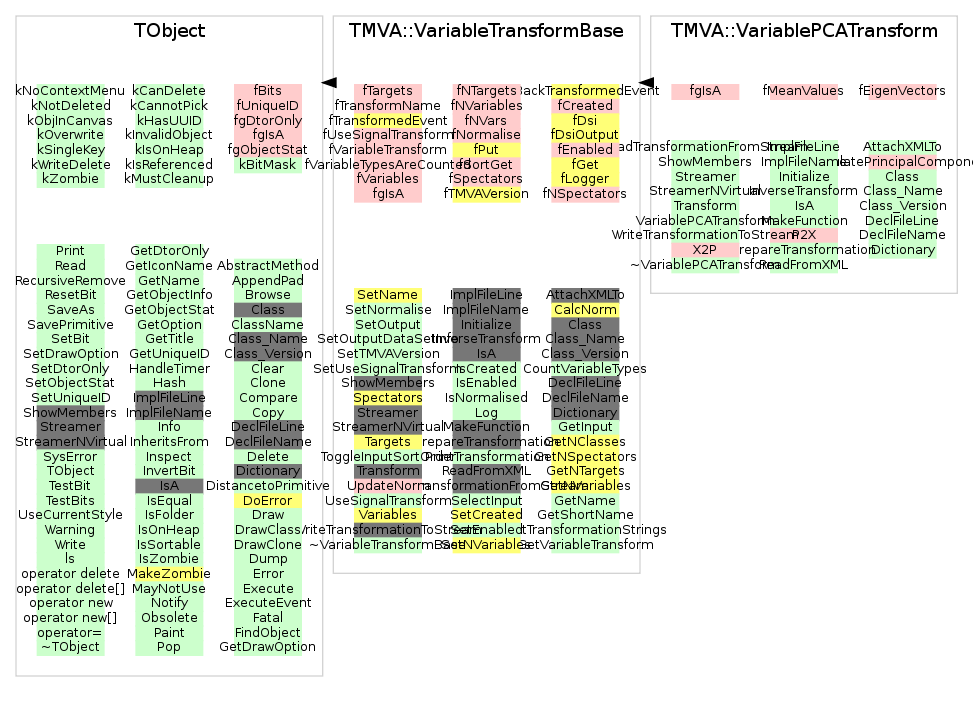 TObject
kNoContextMenu
kNotDeleted
kObjInCanvas
kOverwrite
kSingleKey
kWriteDelete
kZombie
kCanDelete
kCannotPick
kHasUUID
kInvalidObject
kIsOnHeap
kIsReferenced
kMustCleanup
fBits
fUniqueID
fgDtorOnly
fgIsA
fgObjectStat
kBitMask
Print
Read
RecursiveRemove
ResetBit
SaveAs
SavePrimitive
SetBit
SetDrawOption
SetDtorOnly
SetObjectStat
SetUniqueID
ShowMembers
Streamer
StreamerNVirtual
SysError
TObject
TestBit
TestBits
UseCurrentStyle
Warning
Write
ls
operator delete
operator delete[]
operator new
operator new[]
operator=
~TObject
GetDtorOnly
GetIconName
GetName
GetObjectInfo
GetObjectStat
GetOption
GetTitle
GetUniqueID
HandleTimer
Hash
ImplFileLine
ImplFileName
Info
InheritsFrom
Inspect
InvertBit
IsA
IsEqual
IsFolder
IsOnHeap
IsSortable
IsZombie
MakeZombie
MayNotUse
Notify
Obsolete
Paint
Pop
AbstractMethod
AppendPad
Browse
Class
ClassName
Class_Name
Class_Version
Clear
Clone
Compare
Copy
DeclFileLine
DeclFileName
Delete
Dictionary
DistancetoPrimitive
DoError
Draw
DrawClass
DrawClone
Dump
Error
Execute
ExecuteEvent
Fatal
FindObject
GetDrawOption
TMVA::VariableTransformBase
fTargets
fTransformName
fTransformedEvent
fUseSignalTransform
fVariableTransform
fVariableTypesAreCounted
fVariables
fgIsA
fNTargets
fNVariables
fNVars
fNormalise
fPut
fSortGet
fSpectators
fTMVAVersion
ackTransformedEvent
fCreated
fDsi
fDsiOutput
fEnabled
fGet
fLogger
fNSpectators
SetName
SetNormalise
SetOutput
SetOutputDataSetInfo
SetTMVAVersion
SetUseSignalTransform
ShowMembers
Spectators
Streamer
StreamerNVirtual
Targets
ToggleInputSortOrder
Transform
UpdateNorm
UseSignalTransform
Variables
riteTransformationToStream
~VariableTransformBase
ImplFileLine
ImplFileName
Initialize
InverseTransform
IsA
IsCreated
IsEnabled
IsNormalised
Log
MakeFunction
repareTransformation
PrintTransformation
ReadFromXML
ansformationFromStream
SelectInput
SetCreated
SetEnabled
SetNVariables
AttachXMLTo
CalcNorm
Class
Class_Name
Class_Version
CountVariableTypes
DeclFileLine
DeclFileName
Dictionary
GetInput
GetNClasses
GetNSpectators
GetNTargets
GetNVariables
GetName
GetShortName
tTransformationStrings
GetVariableTransform
TMVA::VariablePCATransform
fgIsA
fMeanValues
fEigenVectors
adTransformationFromStream
ShowMembers
Streamer
StreamerNVirtual
Transform
VariablePCATransform
WriteTransformationToStream
X2P
~VariablePCATransform
ImplFileLine
ImplFileName
Initialize
InverseTransform
IsA
MakeFunction
P2X
repareTransformation
ReadFromXML
AttachXMLTo
latePrincipalCompone
Class
Class_Name
Class_Version
DeclFileLine
DeclFileName
Dictionary